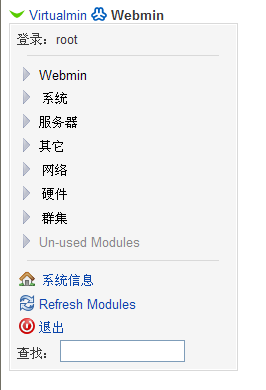 Virtualmin Webmin
登录：root
Webmin
系统
服务器
其它
网络
硬件
群集
Un-used Modules
系统信息
Refresh Modules
退出
查找：